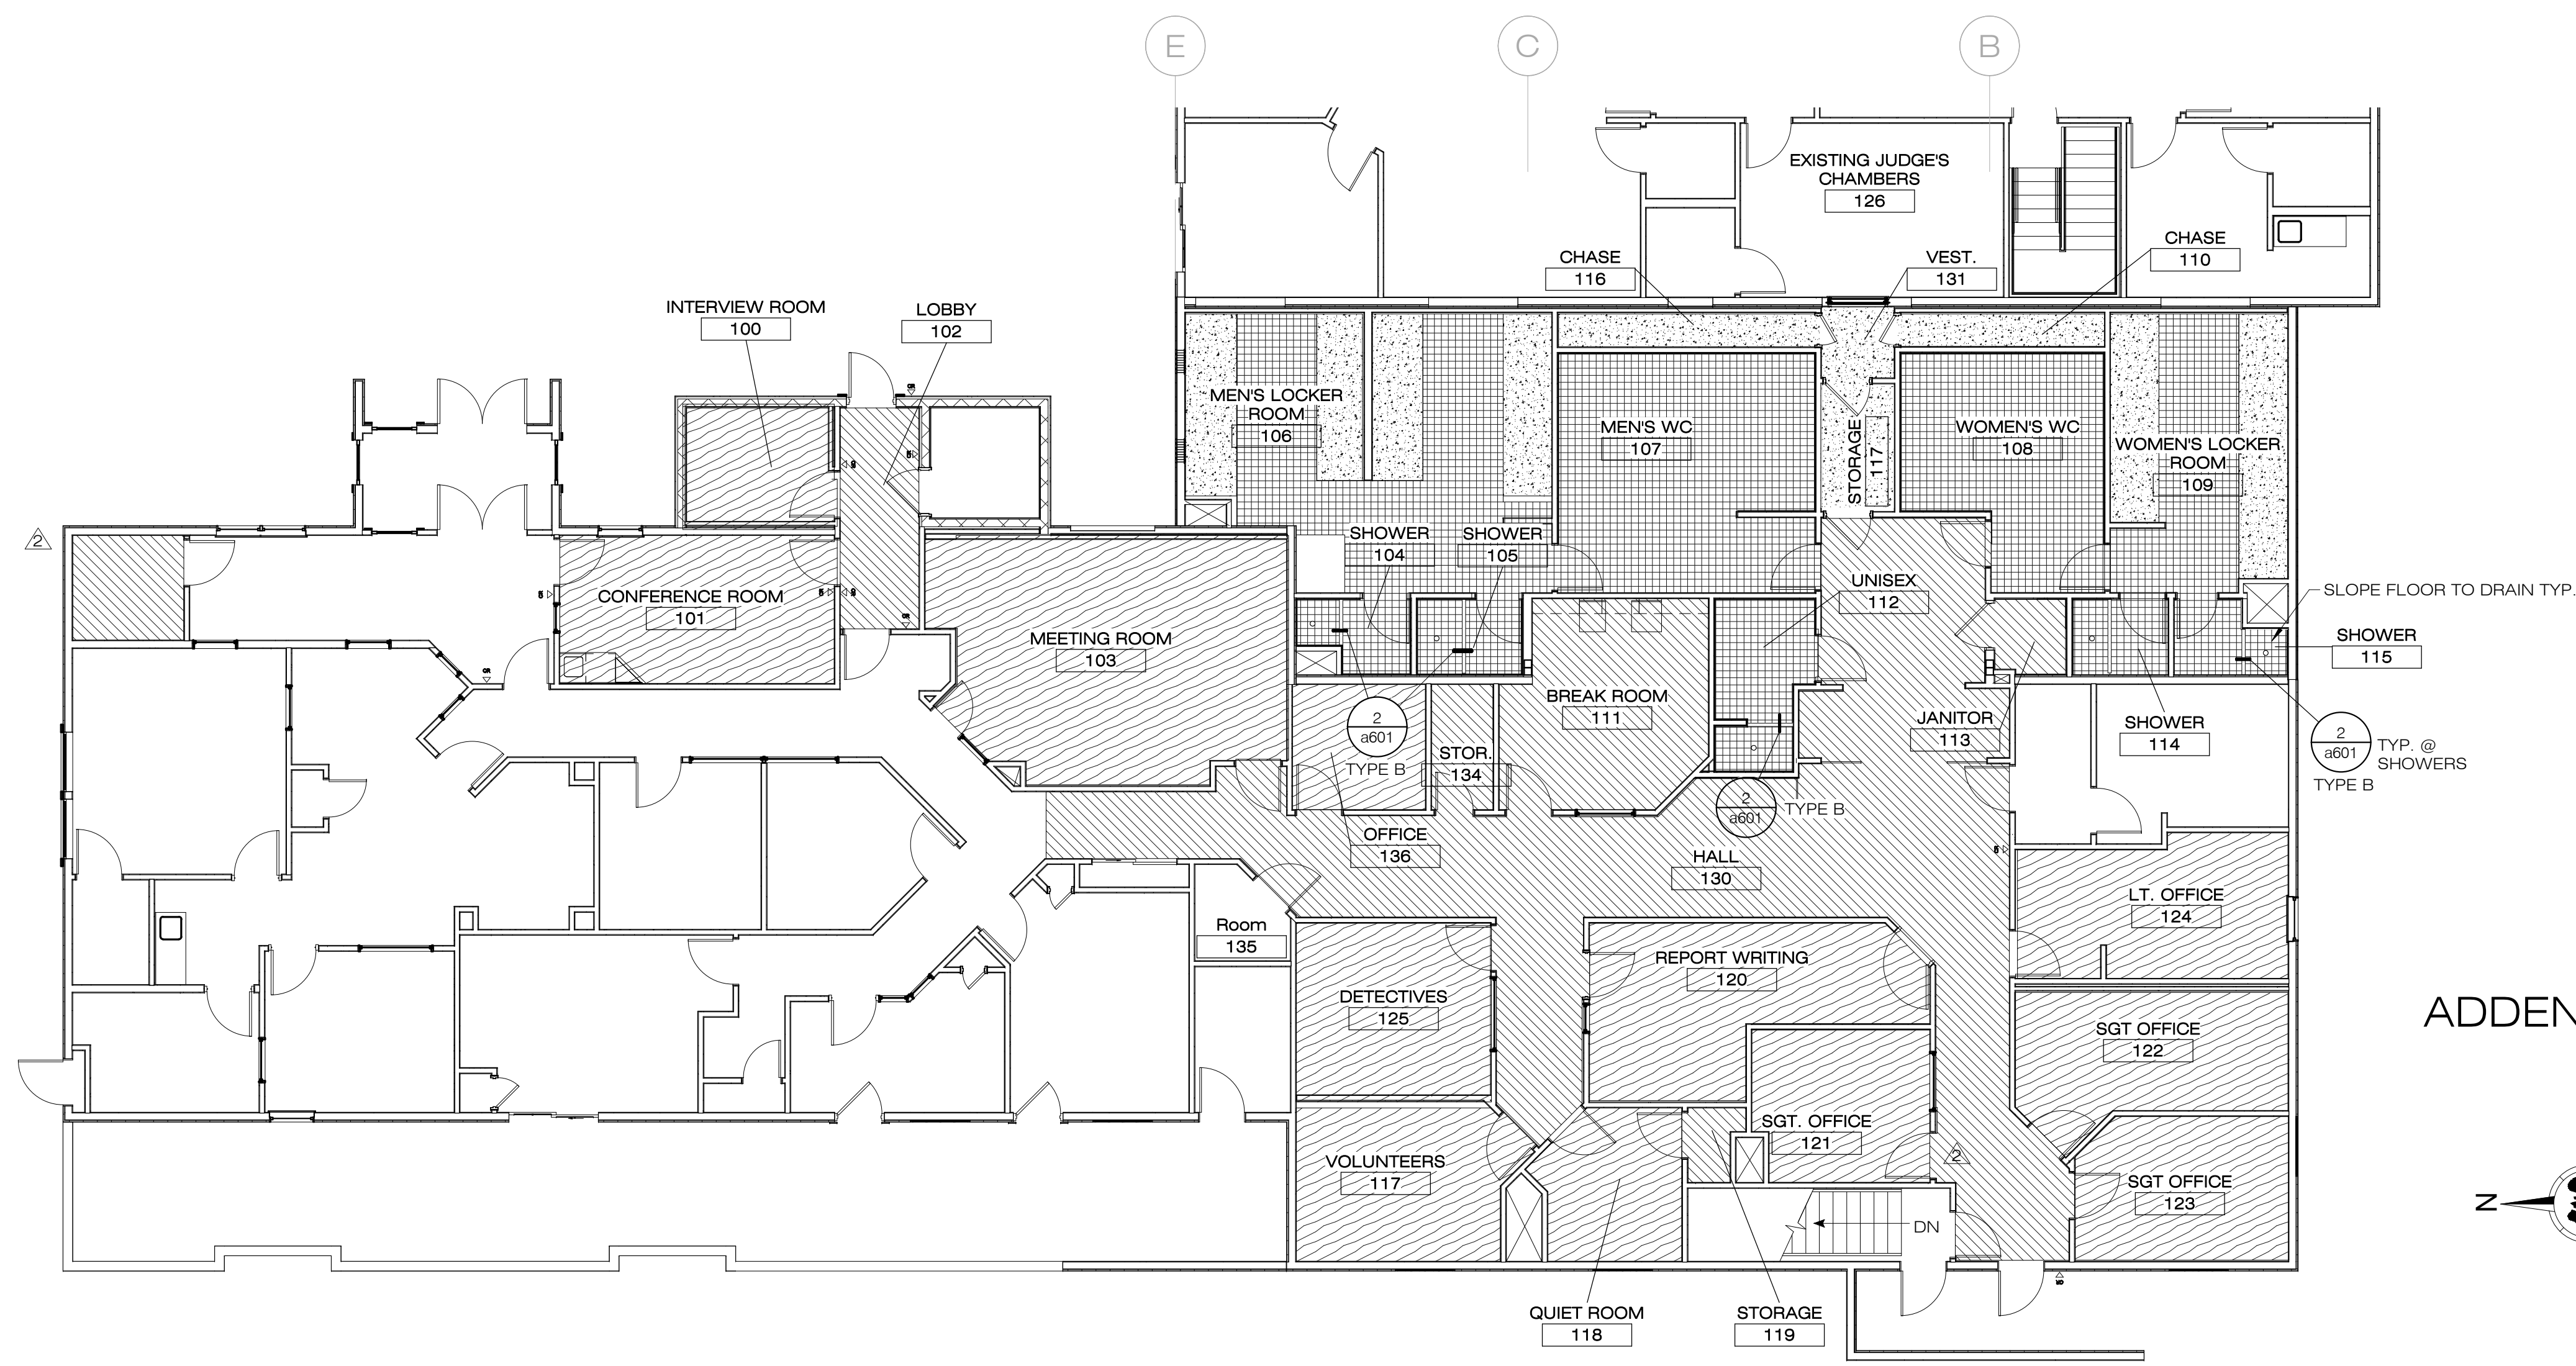 E
C
B
EXISTING JUDGE'S
CHAMBERS
126
CHASE
116
VEST.
131
CHASE
110
INTERVIEW ROOM
100
LOBBY
102
MEN'S LOCKER
ROOM
106
MEN'S WC
107
STORAGE
117
WOMEN'S WC
108
WOMEN'S LOCKER
ROOM
109
2
SHOWER
104
SHOWER
105
CONFERENCE ROOM
101
UNISEX
112
SLOPE FLOOR TO DRAIN TYP.
MEETING ROOM
103
SHOWER
115
BREAK ROOM
111
JANITOR
113
SHOWER
114
2
a601
TYPE B
STOR.
134
2
a601
TYP. @
SHOWERS
TYPE B
2
a601
TYPE B
OFFICE
136
HALL
130
LT. OFFICE
124
Room
135
REPORT WRITING
120
DETECTIVES
125
ADDEN
SGT OFFICE
122
SGT. OFFICE
121
2
VOLUNTEERS
117
SGT OFFICE
123
N
DN
QUIET ROOM
118
STORAGE
119